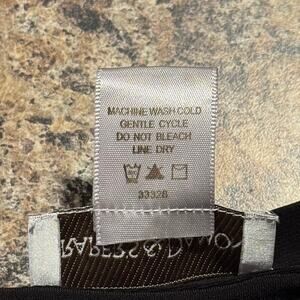 MACHINE WASH COLD
GENTLE CYCLE
DO NOT BLEACH
LINE DRY
33328